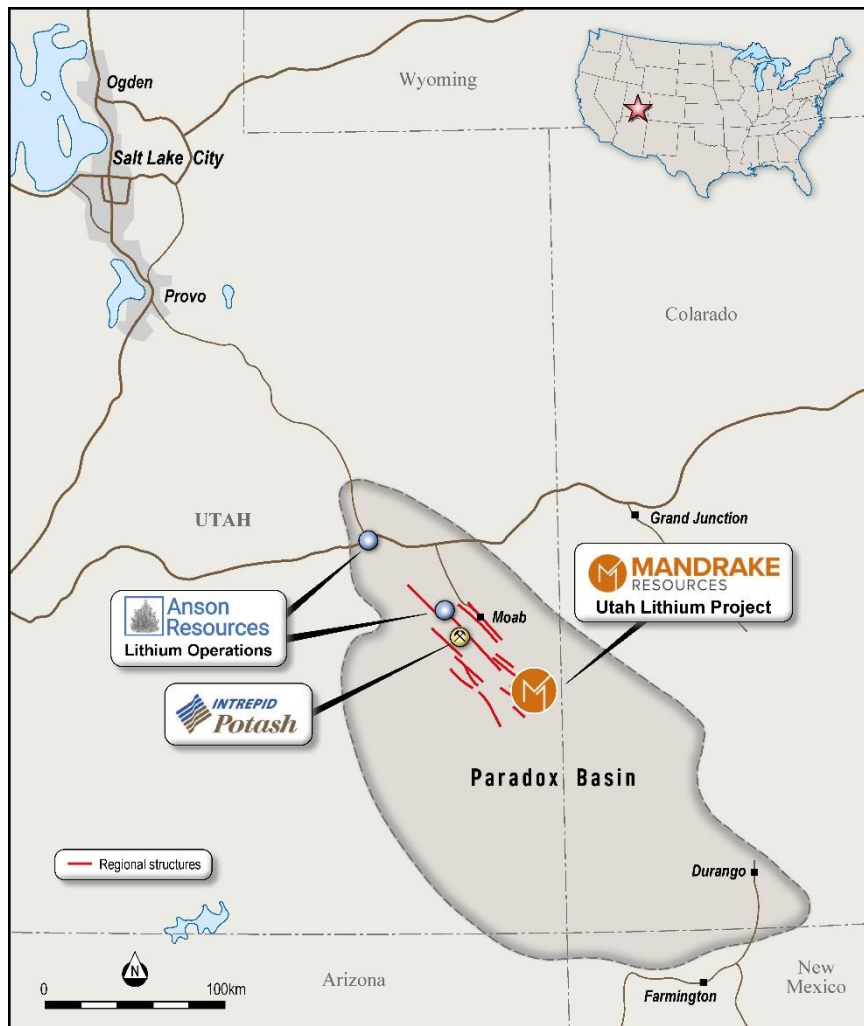 Ogden
Wyoming
Salt Lake City
Provo
Colarado
UTAH
Grand Junction
MANDRAKE
RESOURCES
Utah Lithium Project
Anson
Resources
Lithium Operations
Moab
INTREPID
Potash
M
Paradox Basin
Regional structures
Durango
N
0
100km
Arizona
New
Mexico
Farmington